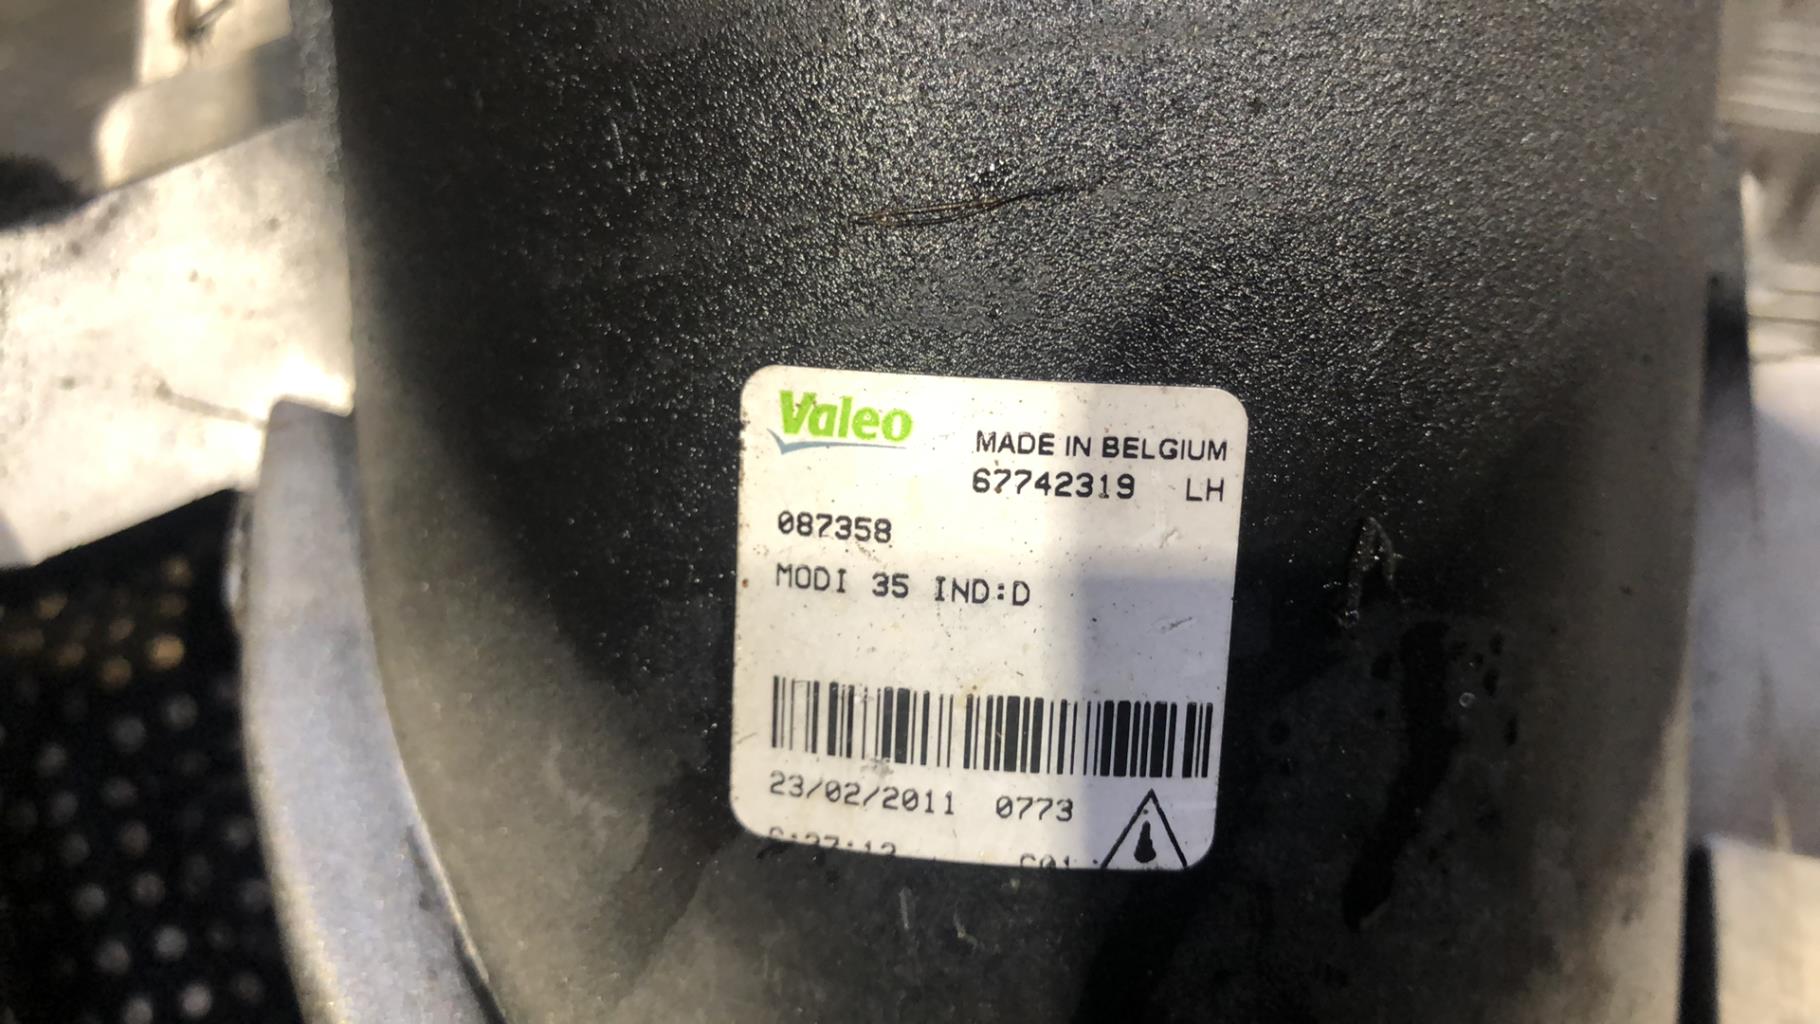 Valeo
MADE IN BELGIUM
67742319 LH
087358
MODI 35 IND:D
23/02/2011 0773